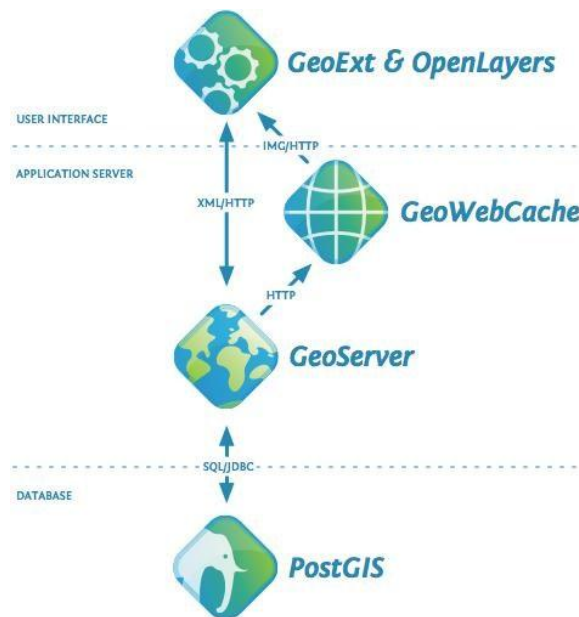 GeoExt & OpenLayers
USER INTERFACE
IMG/HTTP
APPLICATION SERVER
XML/HTTP
GeoWebCache
HTTP
GeoServer
SQL/JDBC
DATABASE
PostGIS